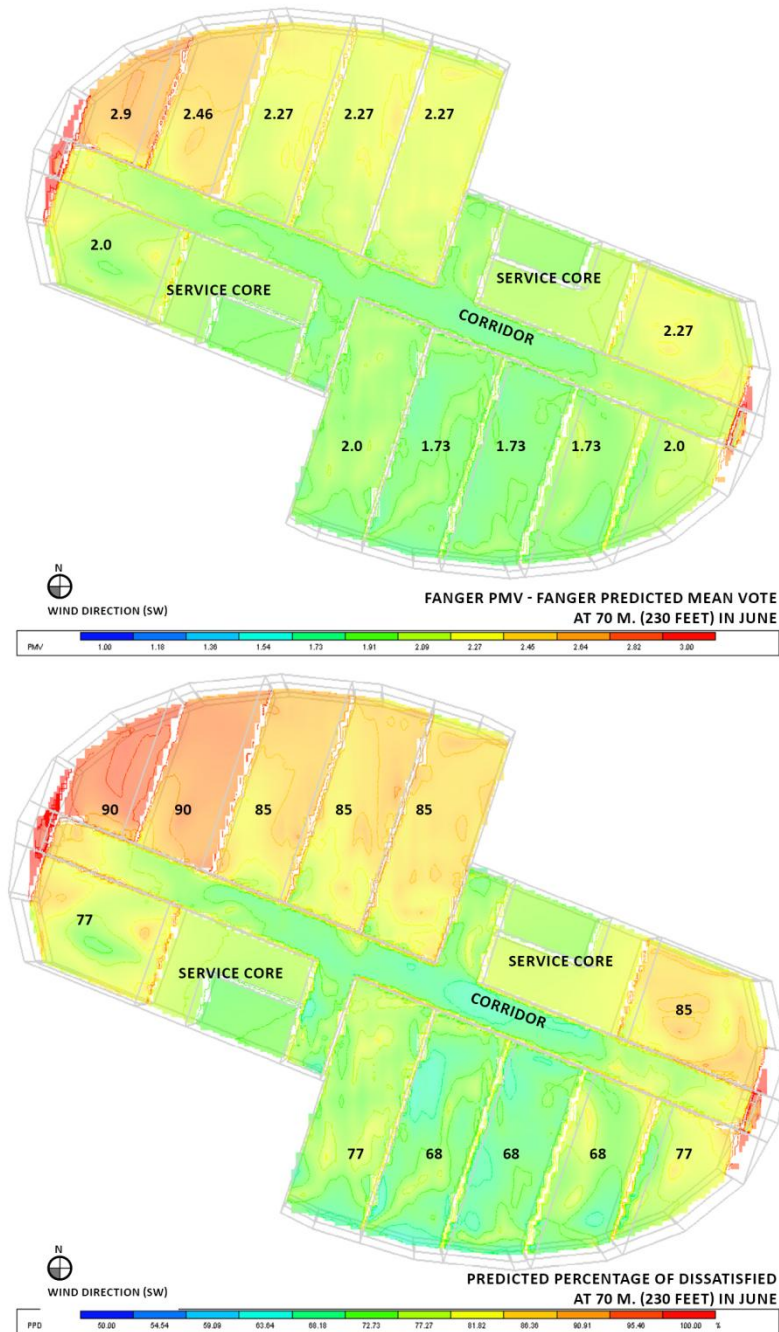 2.9 2.46 2.27 2.27 2.27
2.0
SERVICE CORE
SERVICE CORE
CORRIDOR
2.27
2.0 1.73 1.73 1.73 2.0
N
WIND DIRECTION (SW)
FANGER PMV - FANGER PREDICTED MEAN VOTE
AT 70 M. (230 FEET) IN JUNE
PMV 1.00 1.18 1.36 1.54 1.73 1.91 2.09 2.27 2.45 2.64 2.82 3.00
90 90 85 85 85
77
SERVICE CORE
SERVICE CORE
CORRIDOR
85
77 68 68 68 77
N
WIND DIRECTION (SW)
PREDICTED PERCENTAGE OF DISSATISFIED
AT 70 M. (230 FEET) IN JUNE
PPD 50.00 54.54 59.09 63.64 68.18 72.73 77.27 81.82 86.36 90.91 95.46 100.00 %